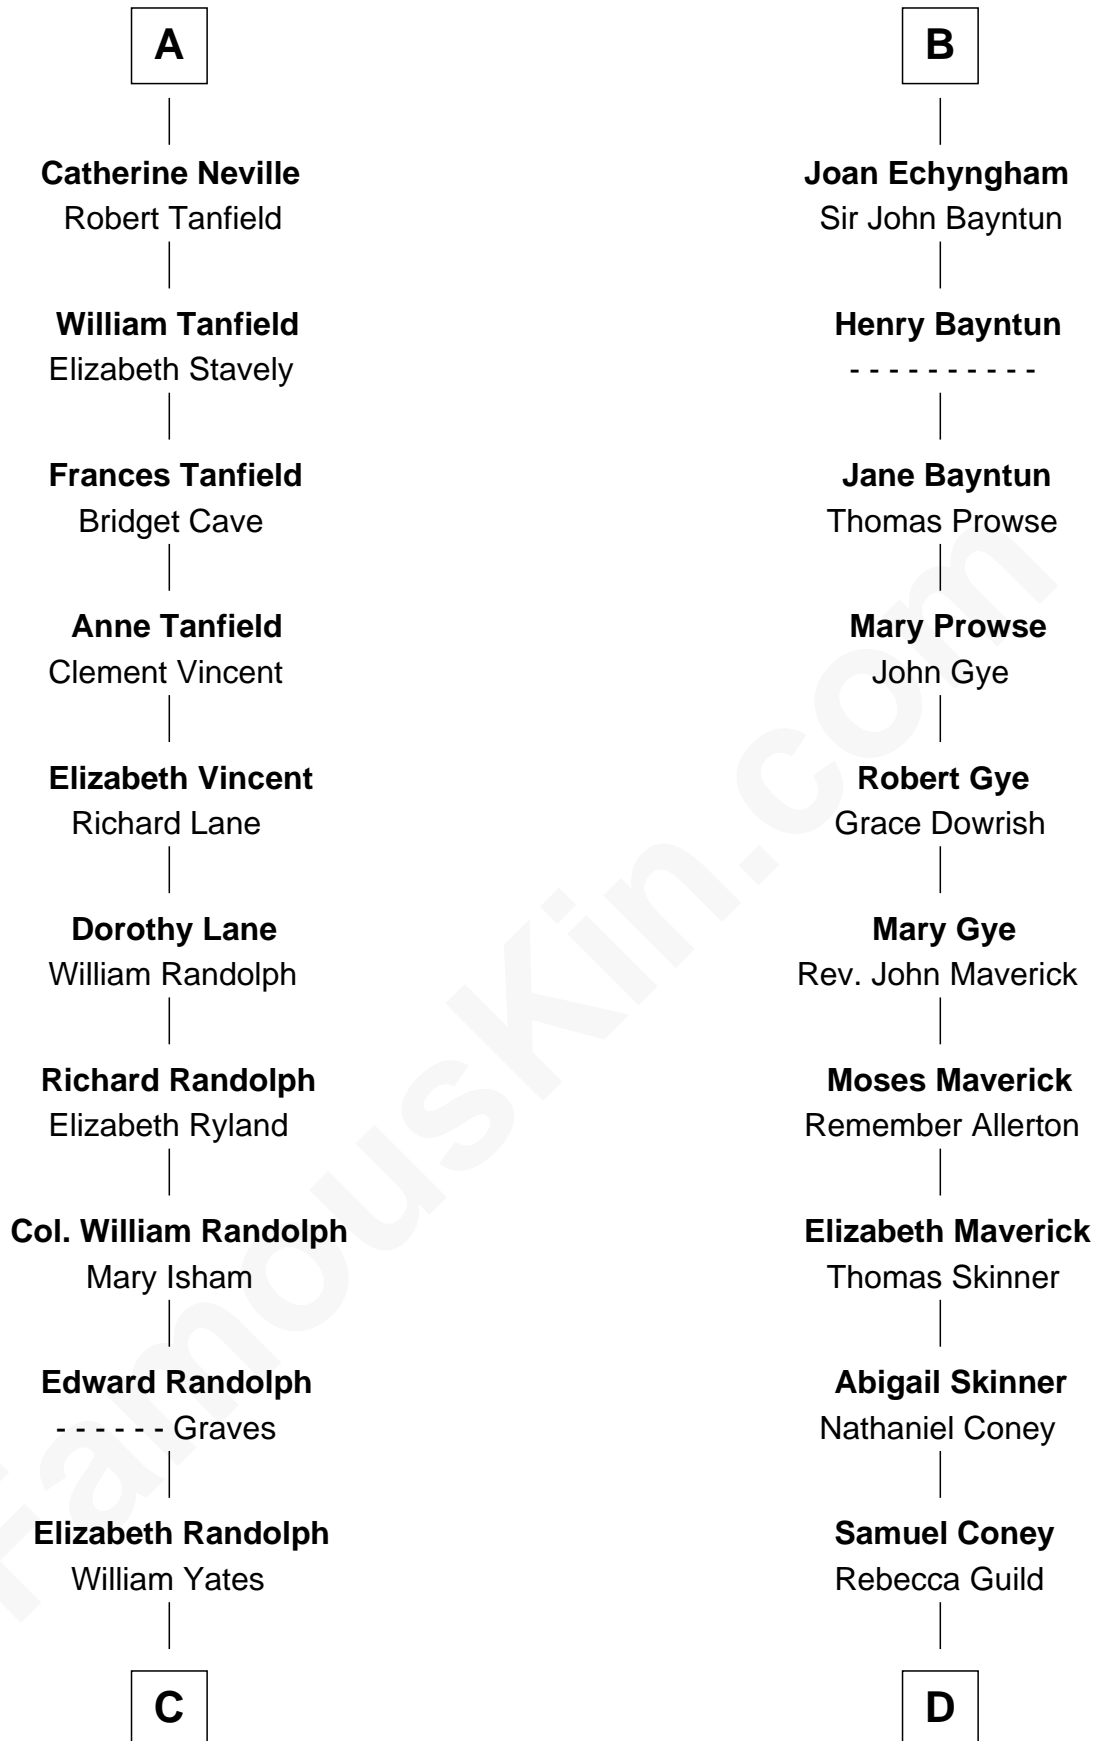 A
Catherine Neville
Robert Tanfield
William Tanfield
Elizabeth Stavely
Frances Tanfield
Bridget Cave
Anne Tanfield
Clement Vincent
Elizabeth Vincent
Richard Lane
Dorothy Lane
William Randolph
Richard Randolph
Elizabeth Ryland
Col. William Randolph
Mary Isham
Edward Randolph
- - - - - - Graves
Elizabeth Randolph
William Yates
C
B
Joan Echyngham
Sir John Bayntun
Henry Bayntun
- - - - - - - - - -
Jane Bayntun
Thomas Prowse
Mary Prowse
John Gye
Robert Gye
Grace Dowrish
Mary Gye
Rev. John Maverick
Moses Maverick
Remember Allerton
Elizabeth Maverick
Thomas Skinner
Abigail Skinner
Nathaniel Coney
Samuel Coney
Rebecca Guild
D
FamousKin.com